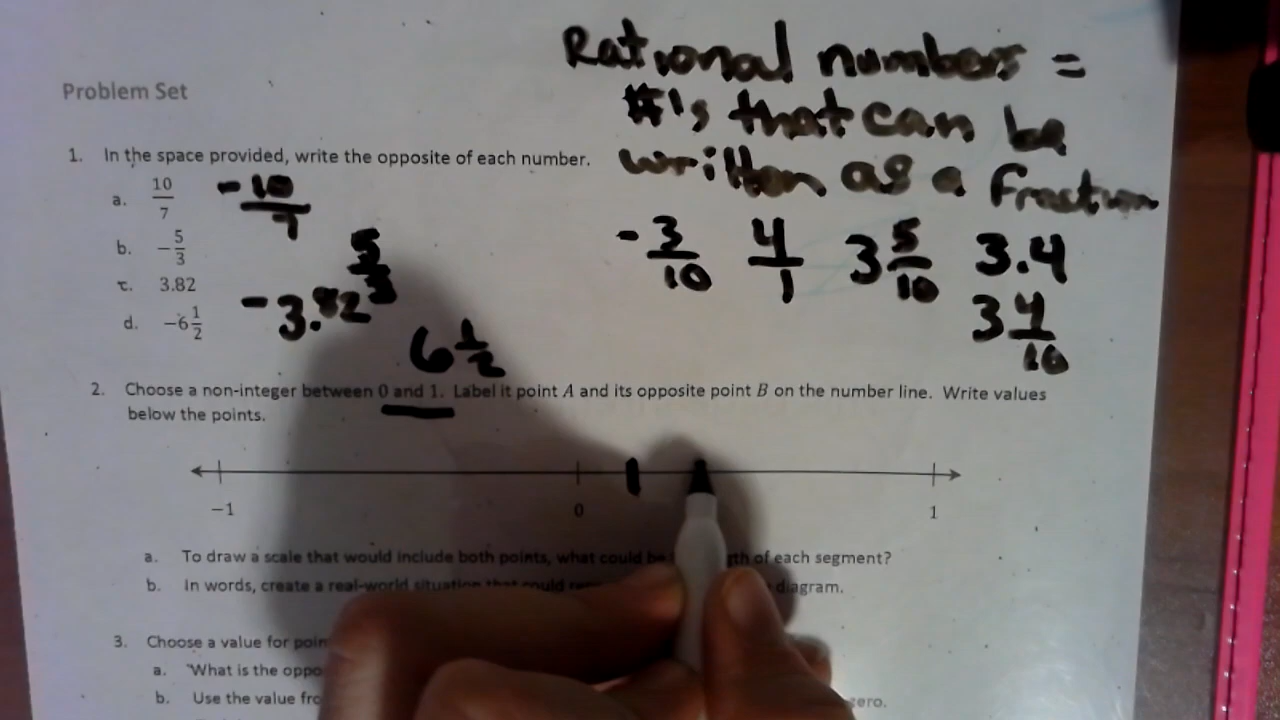 Rational numbers =
#'s that can be
written as a fraction
-3/10 4/1 3 5/10 3.4
3 4/10
Problem Set
1. In the space provided, write the opposite of each number.
a. 10/7 -10/7
b. -5/3 5/3
c. 3.82 -3.82
d. -6 1/2 6 1/2
2. Choose a non-integer between 0 and 1. Label it point A and its opposite point B on the number line. Write values
below the points.
-1 0 1
a. To draw a scale that would include both points, what could be of each segment?
b. In words, create a real-world situation that could diagram.
3. Choose a value for
a. What is the
b. Use the value zero.